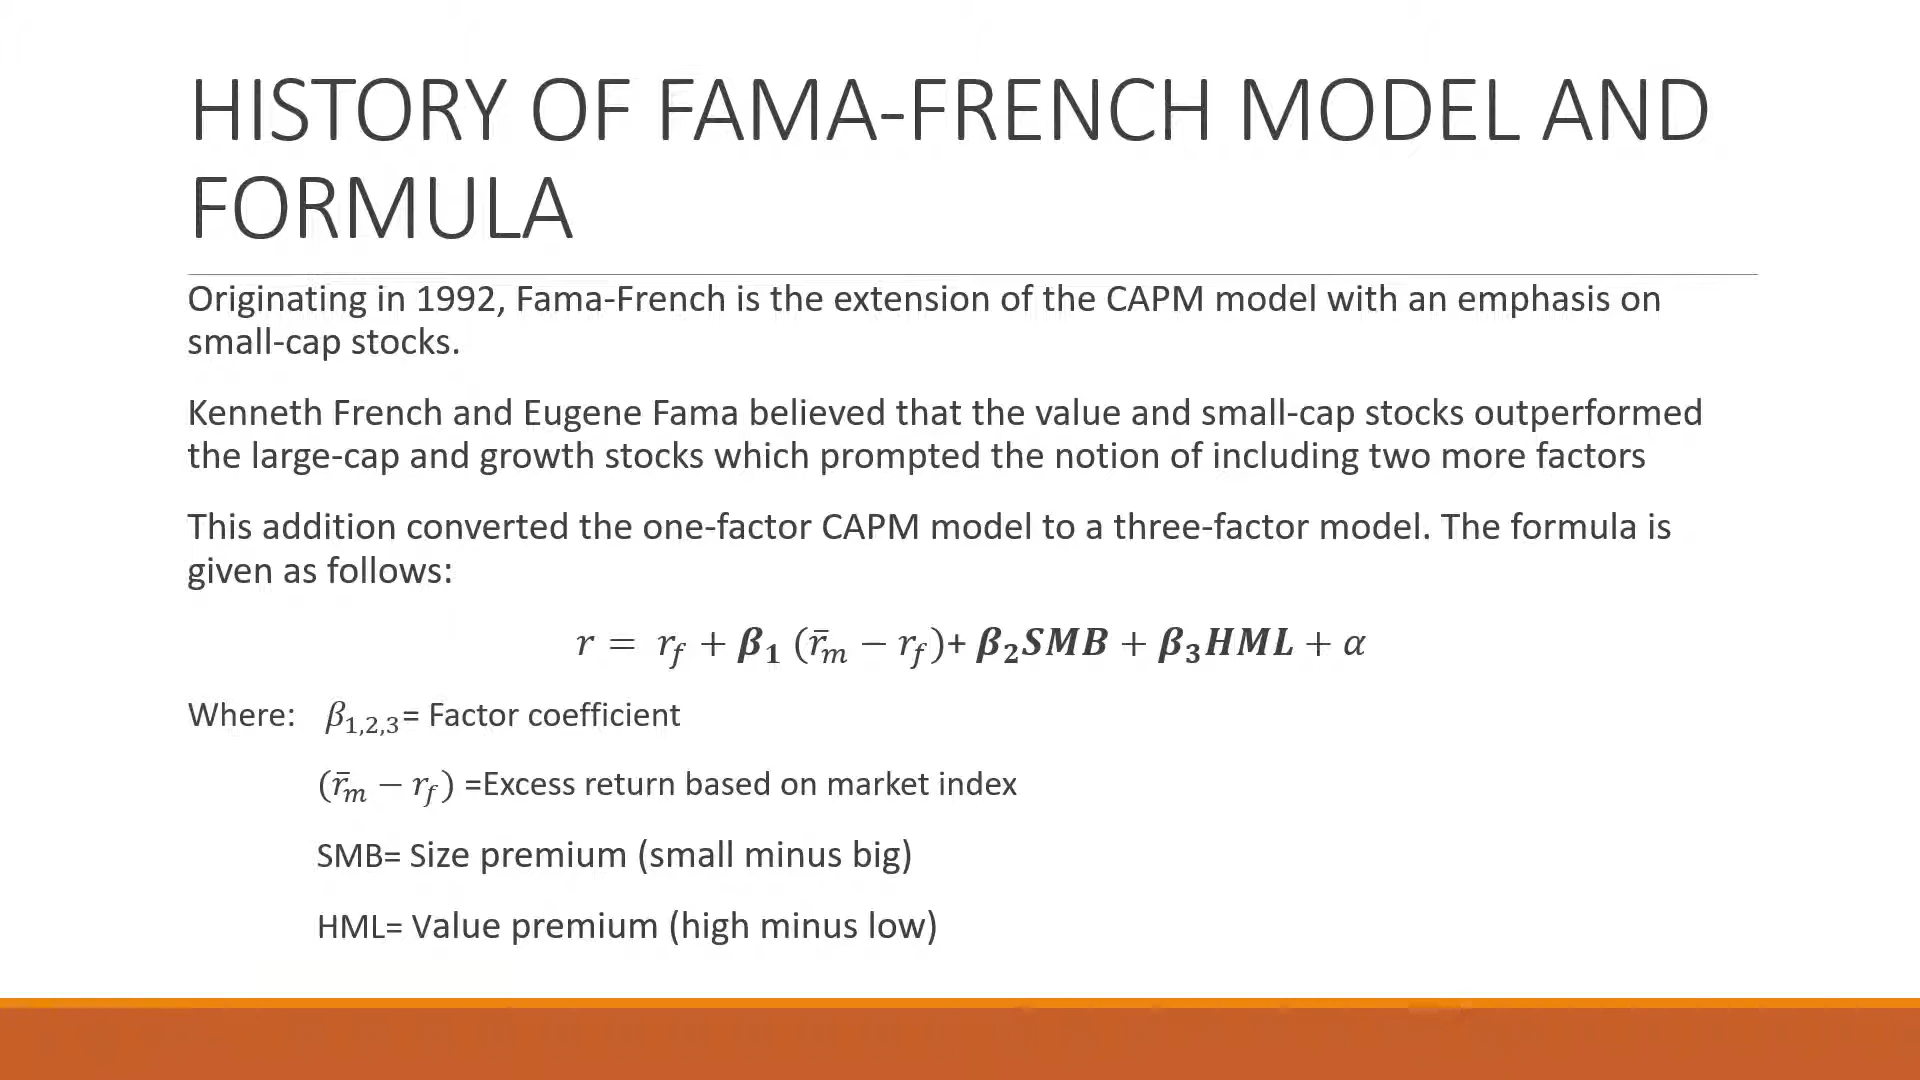 HISTORY OF FAMA-FRENCH MODEL AND
FORMULA
Originating in 1992, Fama-French is the extension of the CAPM model with an emphasis on
small-cap stocks.
Kenneth French and Eugene Fama believed that the value and small-cap stocks outperformed
the large-cap and growth stocks which prompted the notion of including two more factors
This addition converted the one-factor CAPM model to a three-factor model. The formula is
given as follows:
r = r_f + β₁ (r̄_m − r_f)+ β₂SMB + β₃HML + α
Where: β₁,₂,₃= Factor coefficient
(r̄_m − r_f) =Excess return based on market index
SMB= Size premium (small minus big)
HML= Value premium (high minus low)